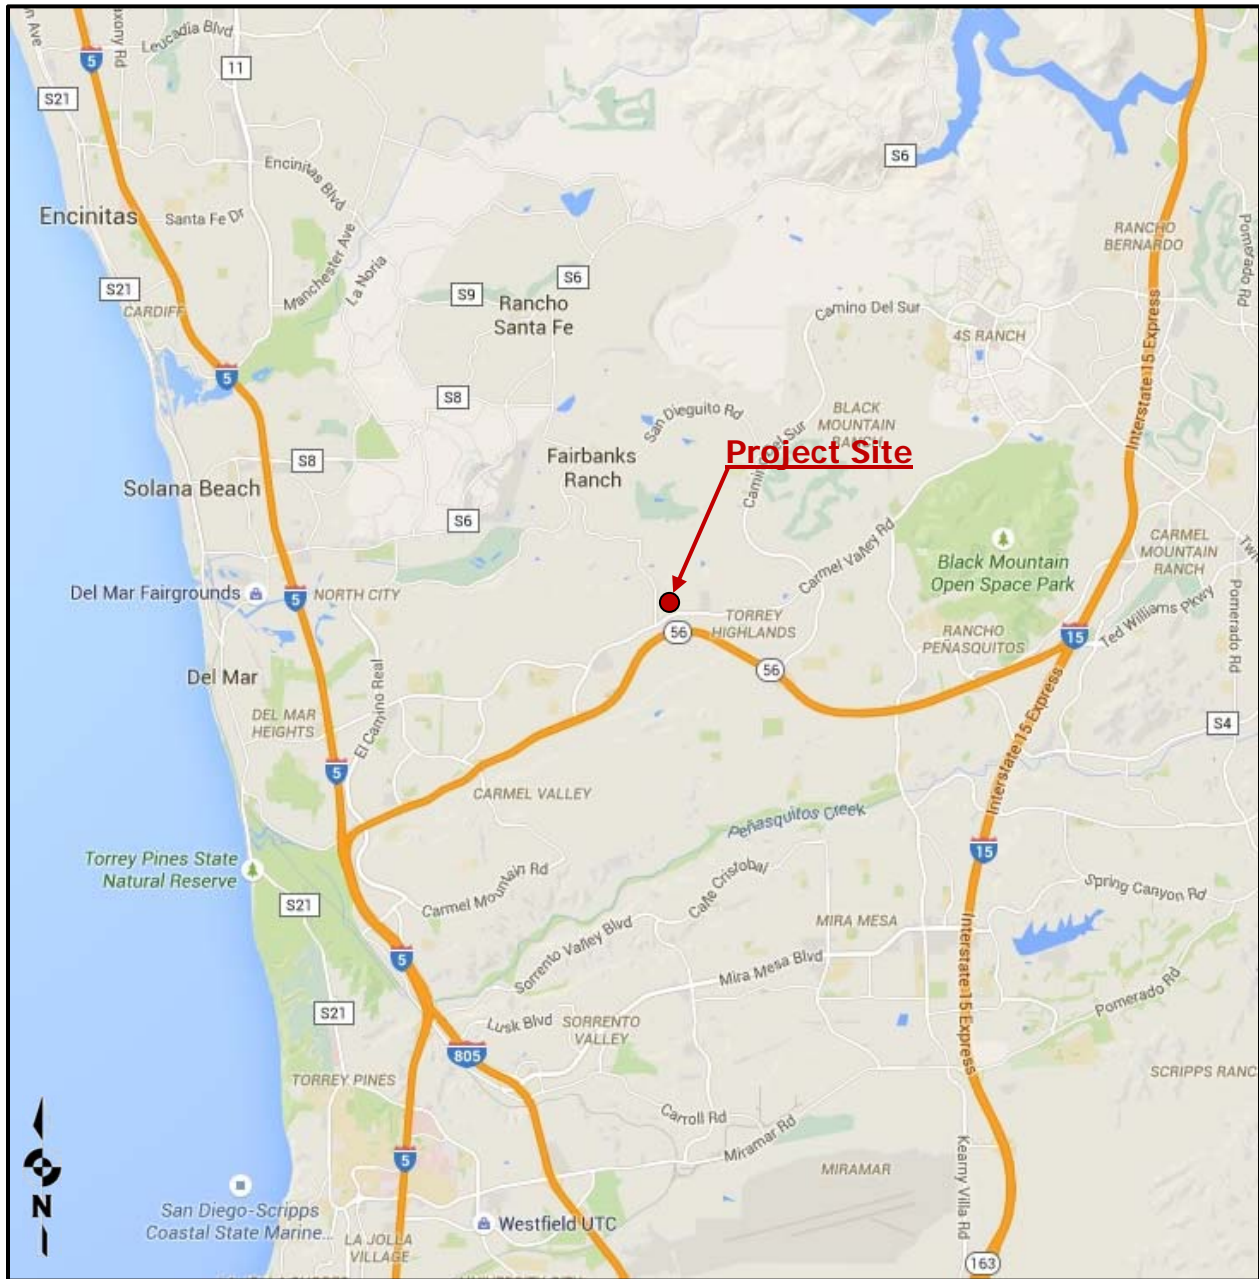 Leucadia Blvd
5
11
S21
S6
Encinitas Blvd
Encinitas
Santa Fe Dr
RANCHO
BERNARDO
Pomerado Rd
Manchester Ave
La Noria
S21
CARDIFF
S9
S6
Rancho
Santa Fe
Camino Del Sur
4S RANCH
Interstate 15 Express
5
S8
San Dieguito Rd
BLACK
MOUNTAIN
Project Site
Fairbanks
Ranch
S8
Solana Beach
S6
Carmel Valley Rd
Black Mountain
Open Space Park
CARMEL
MOUNTAIN
RANCH
Del Mar Fairgrounds
5
NORTH CITY
Ted Williams Pkwy
Pomerado Rd
TORREY
HIGHLANDS
56
RANCHO
PEÑASQUITOS
15
56
Del Mar
El Camino Real
DEL MAR
HEIGHTS
S4
Interstate 15 Express
5
CARMEL VALLEY
Peñasquitos Creek
15
Torrey Pines State
Natural Reserve
S21
Carmel Mountain Rd
Calle Cristobal
Spring Canyon Rd
Sorrento Valley Blvd
MIRA MESA
5
Mira Mesa Blvd
Interstate 15 Express
Pomerado Rd
S21
Lusk Blvd
SORRENTO
VALLEY
805
TORREY PINES
SCRIPPS RANC
Carroll Rd
Miramar Rd
5
MIRAMAR
Kearny Villa Rd
N
San Diego-Scripps
Coastal State Marine...
Westfield UTC
LA JOLLA
VILLAGE
163